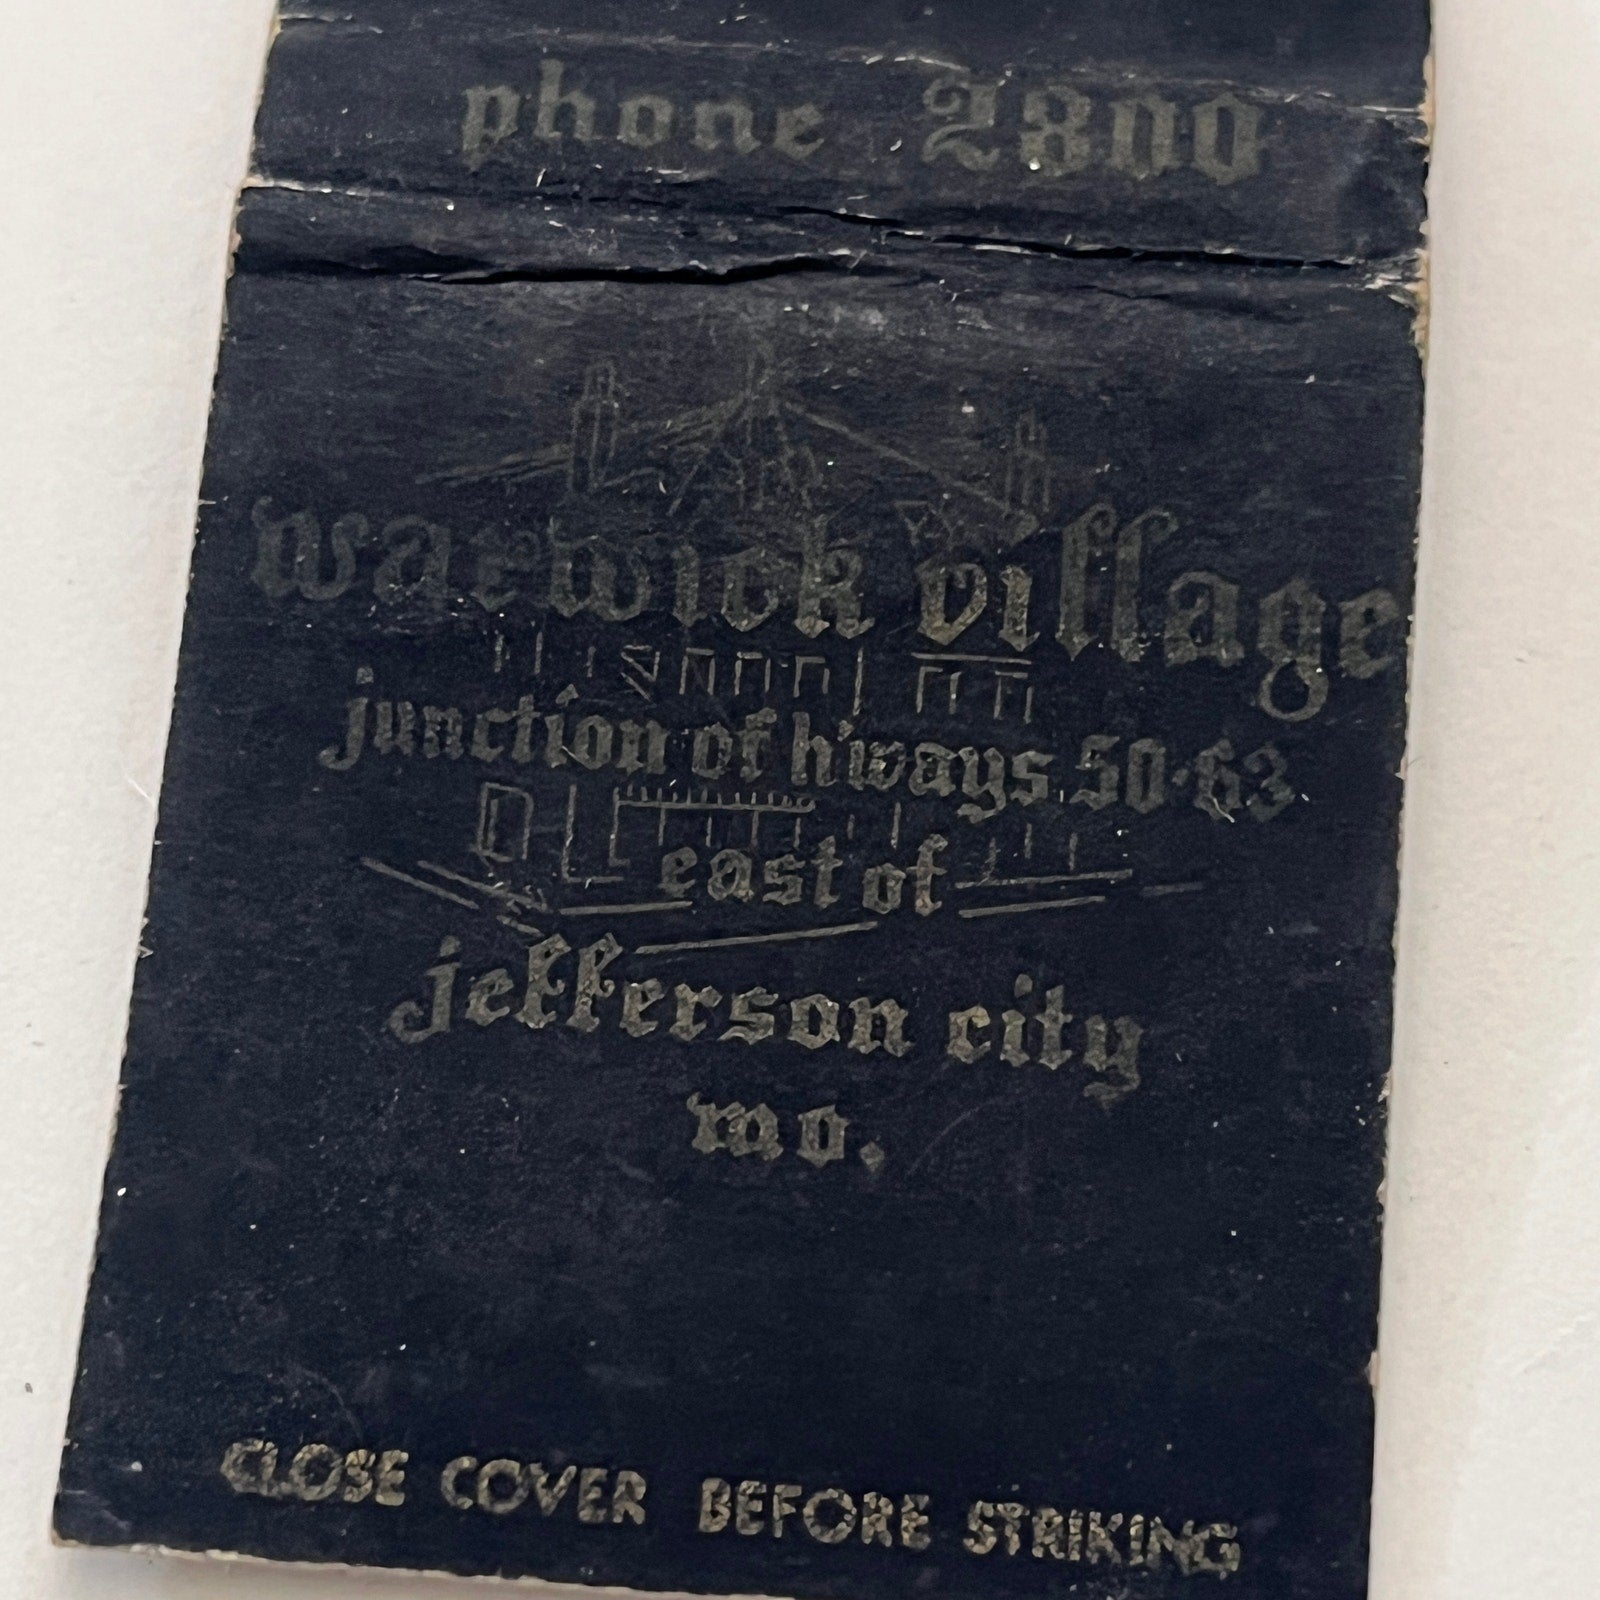 phone 2800
warwick village
junction of h'ways 50-63
east of
jefferson city
mo.
CLOSE COVER BEFORE STRIKING